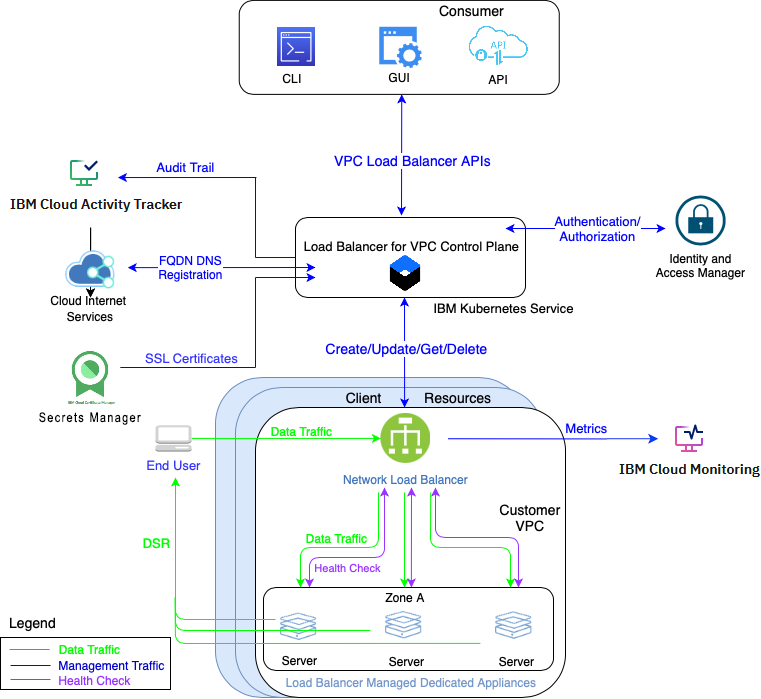 Consumer
CLI
GUI
API
API
VPC Load Balancer APIs
Audit Trail
IBM Cloud Activity Tracker
Authentication/
Authorization
Load Balancer for VPC Control Plane
FQDN DNS
Registration
Identity and
Access Manager
Cloud Internet
Services
IBM Kubernetes Service
SSL Certificates
Create/Update/Get/Delete
IBM Cloud Certificate Manager
Secrets Manager
Client Resources
Data Traffic
Metrics
End User
IBM Cloud Monitoring
Network Load Balancer
Customer
VPC
DSR
Data Traffic
Health Check
Zone A
Server
Server
Server
Load Balancer Managed Dedicated Appliances
Legend
Data Traffic
Management Traffic
Health Check